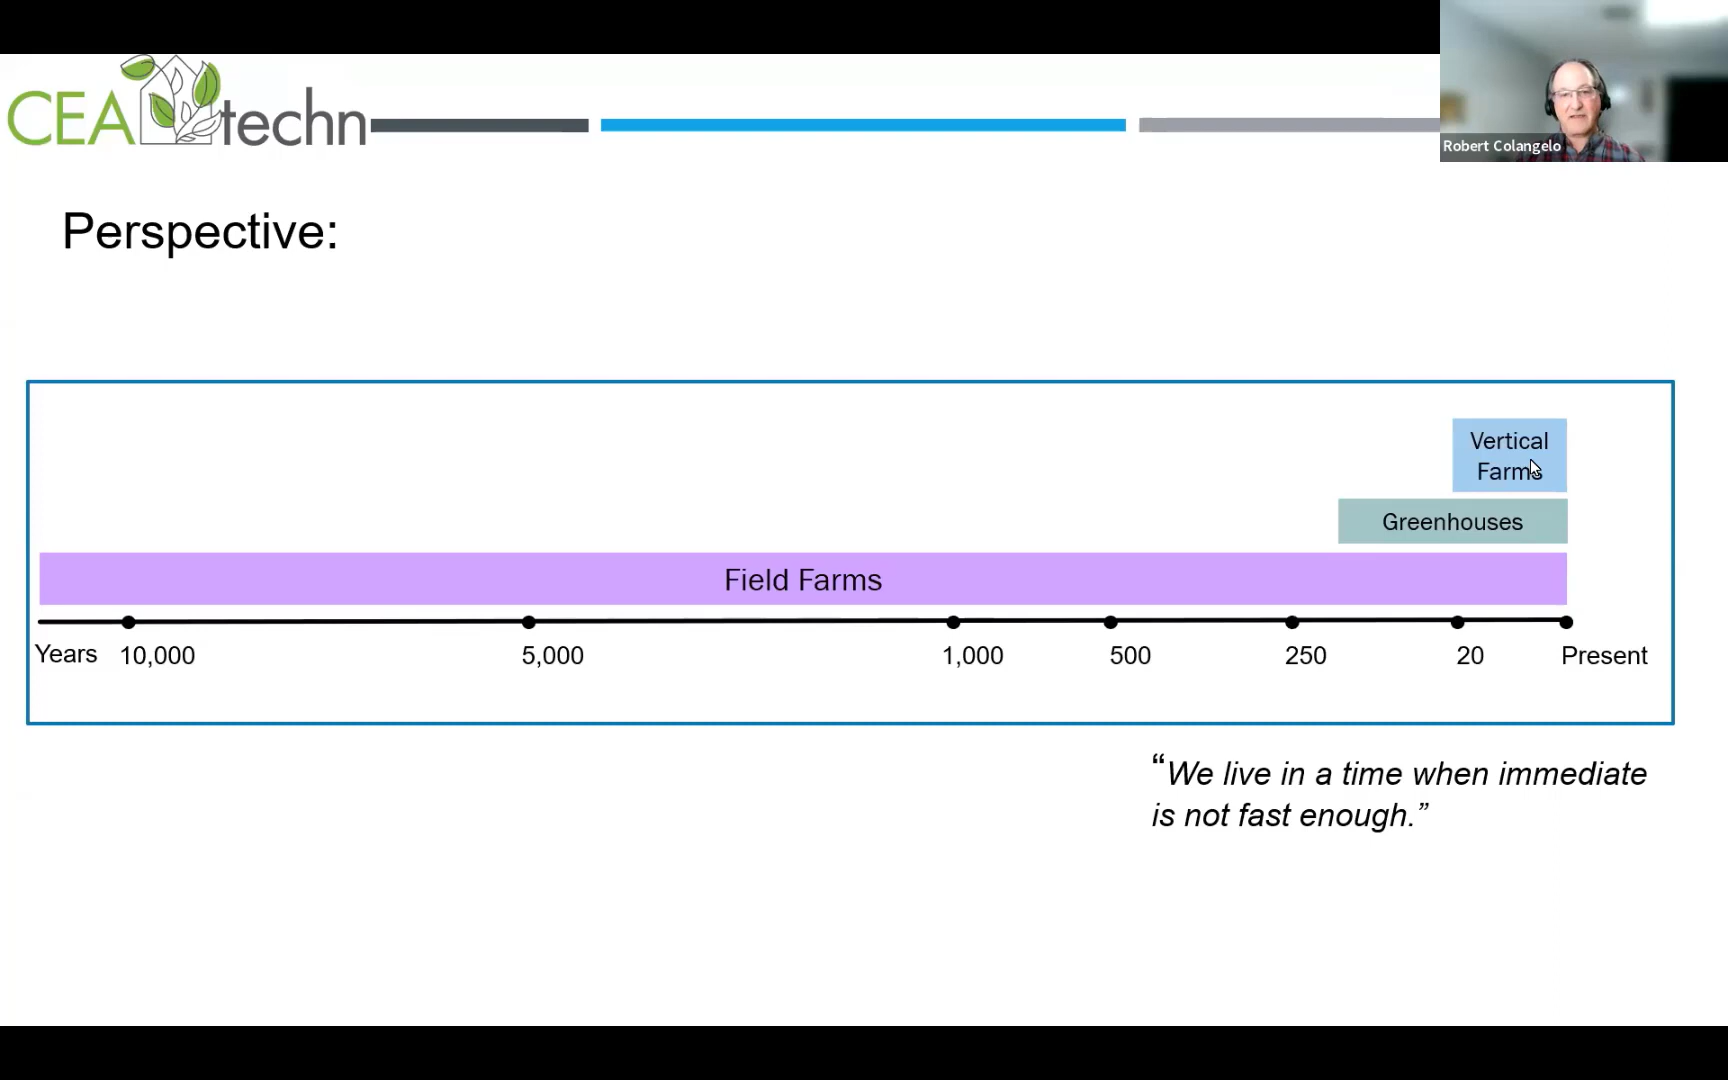 CEA techn
Robert Colangelo
Perspective:
Vertical
Farms
Greenhouses
Field Farms
Years 10,000 5,000 1,000 500 250 20 Present
“We live in a time when immediate
is not fast enough.”